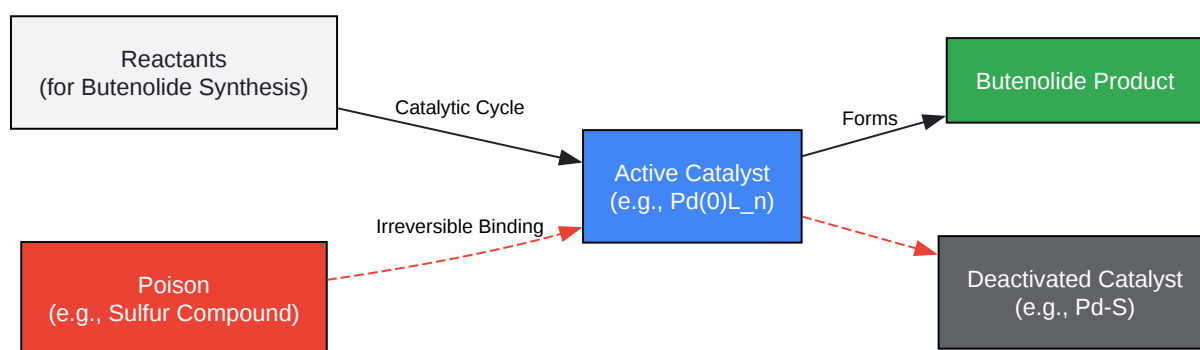 Reactants
(for Butenolide Synthesis)
Catalytic Cycle
Active Catalyst
(e.g., Pd(0)L_n)
Forms
Butenolide Product
Poison
(e.g., Sulfur Compound)
Irreversible Binding
Deactivated Catalyst
(e.g., Pd-S)